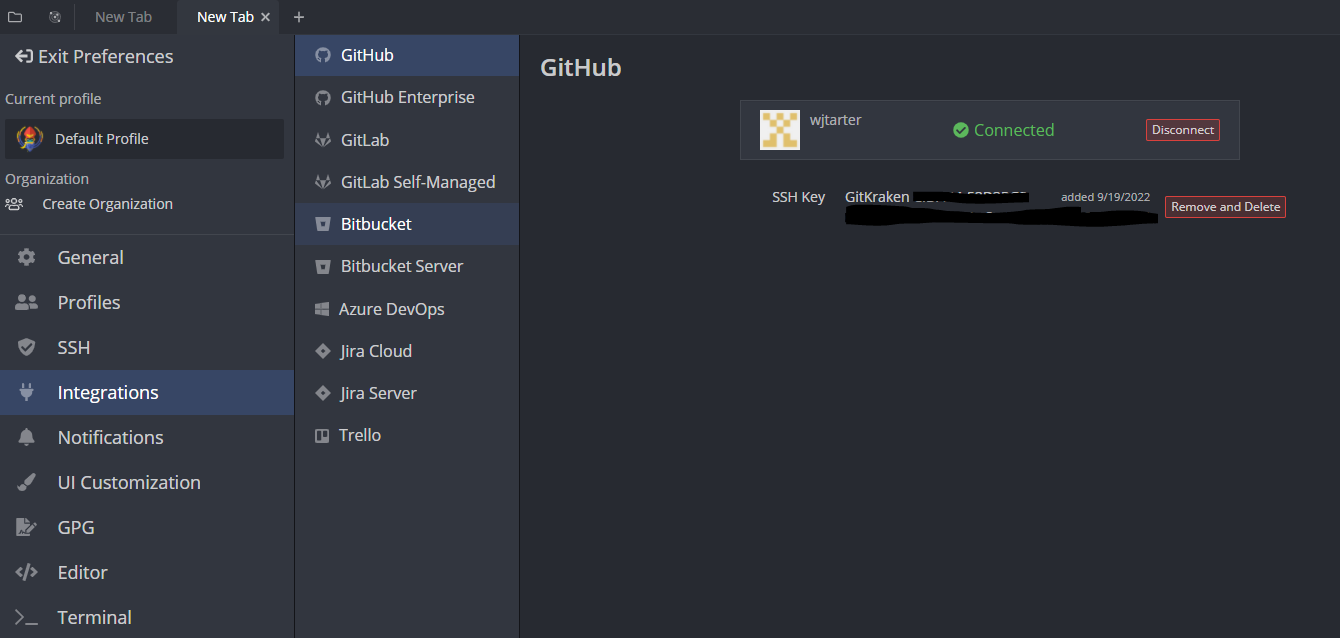 New Tab
New Tab
Exit Preferences
Current profile
Default Profile
Organization
Create Organization
General
Profiles
SSH
Integrations
Notifications
UI Customization
GPG
Editor
Terminal
GitHub
GitHub Enterprise
GitLab
GitLab Self-Managed
Bitbucket
Bitbucket Server
Azure DevOps
Jira Cloud
Jira Server
Trello
GitHub
wjtarter
Connected
Disconnect
SSH Key GitKraken added 9/19/2022 Remove and Delete